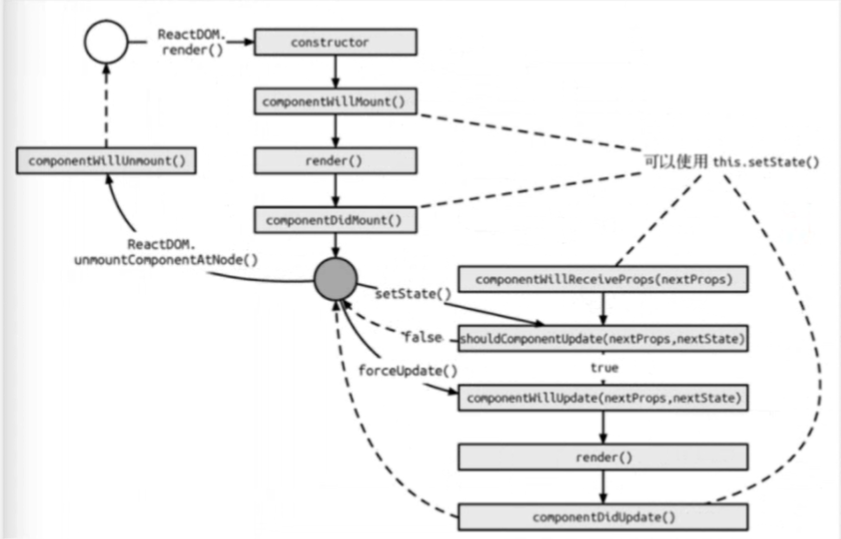 ReactDOM.
render()
constructor
componentWillMount()
componentWillUnmount()
render()
可以使用 this.setState()
componentDidMount()
ReactDOM.
unmountComponentAtNode()
componentWillReceiveProps(nextProps)
setState()
false
shouldComponentUpdate(nextProps,nextState)
forceUpdate()
true
componentWillUpdate(nextProps,nextState)
render()
componentDidUpdate()